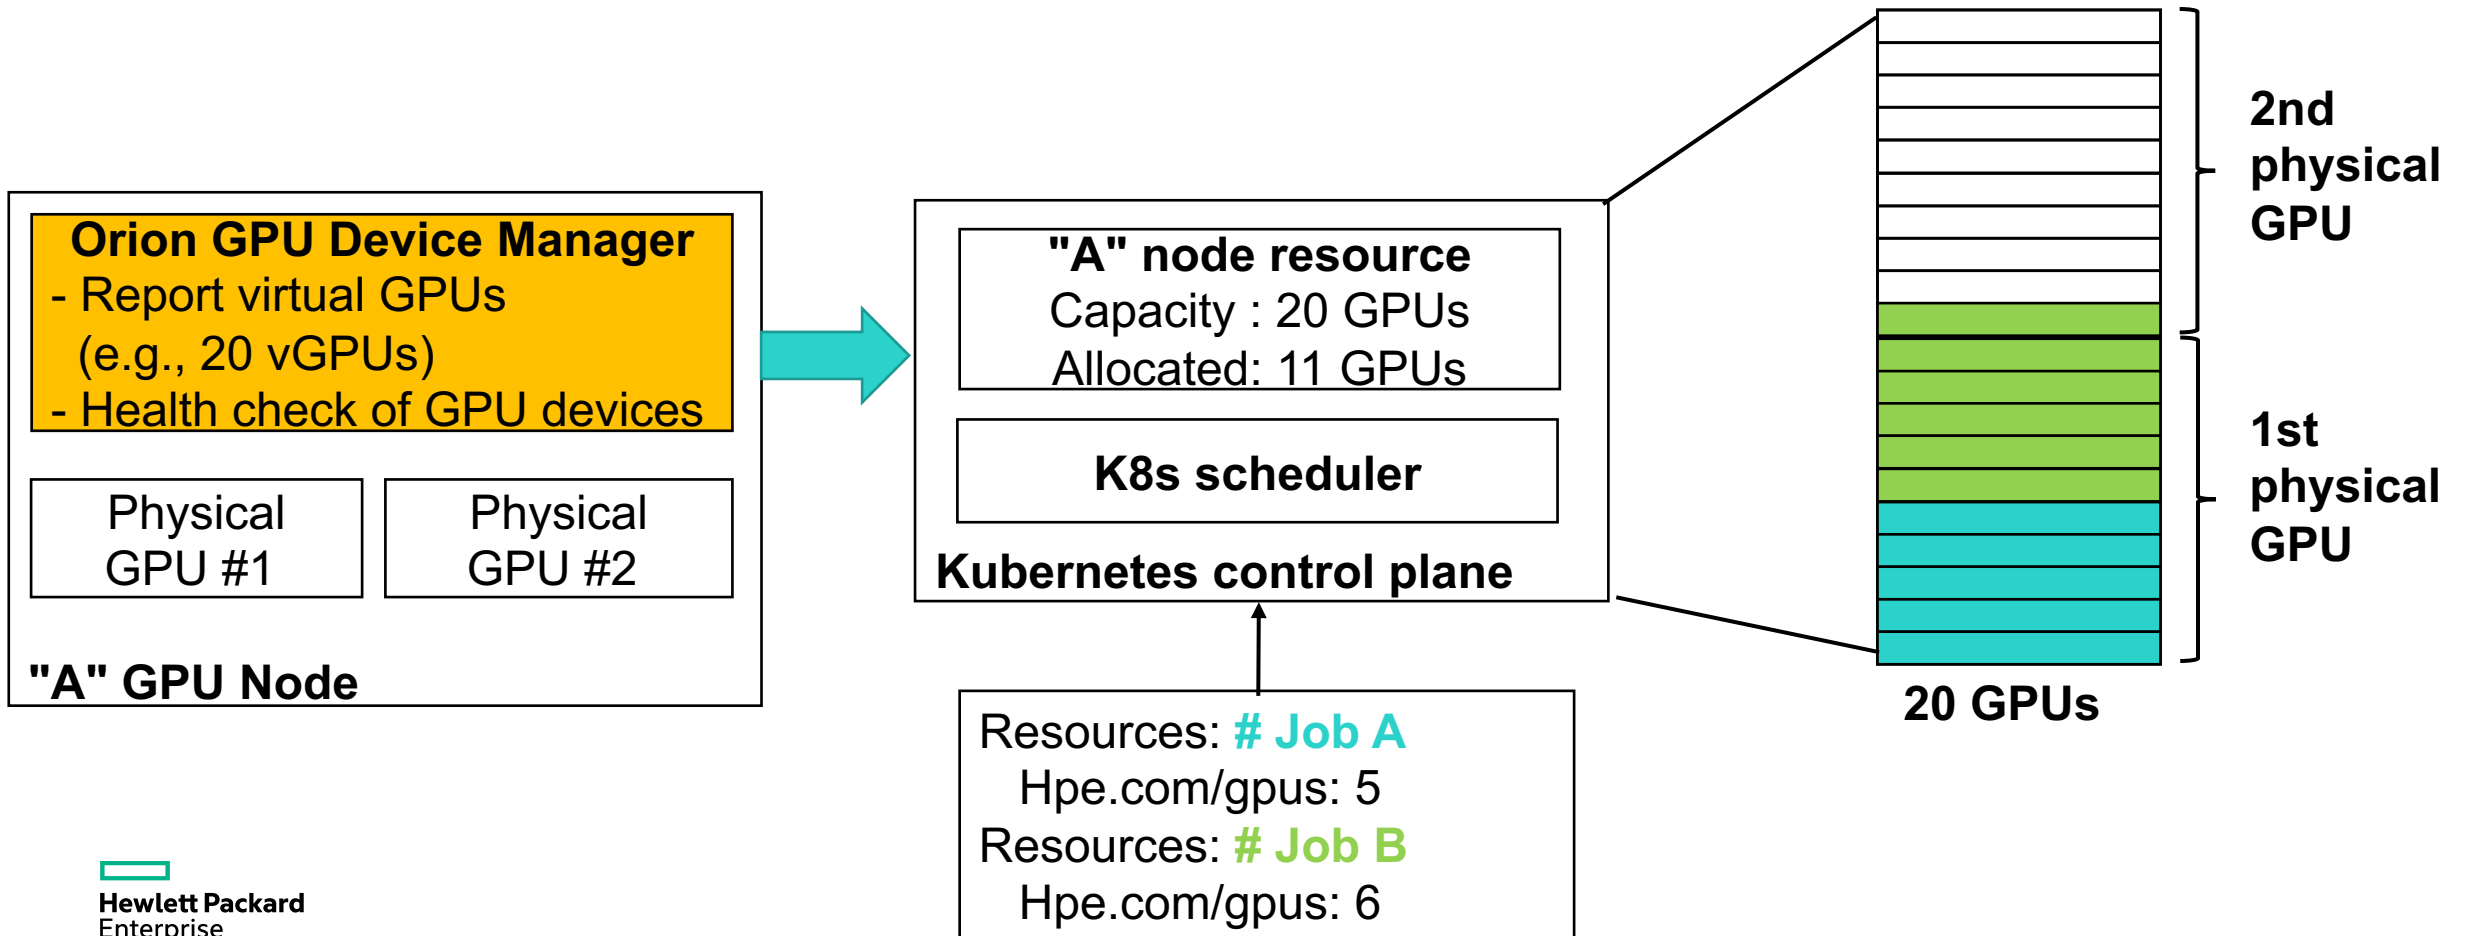 Orion GPU Device Manager
- Report virtual GPUs
(e.g., 20 vGPUs)
- Health check of GPU devices
Physical
GPU #1
Physical
GPU #2
"A" GPU Node
"A" node resource
Capacity : 20 GPUs
Allocated: 11 GPUs
K8s scheduler
Kubernetes control plane
Resources: # Job A
Hpe.com/gpus: 5
Resources: # Job B
Hpe.com/gpus: 6
2nd
physical
GPU
1st
physical
GPU
20 GPUs
Hewlett Packard
Enterprise